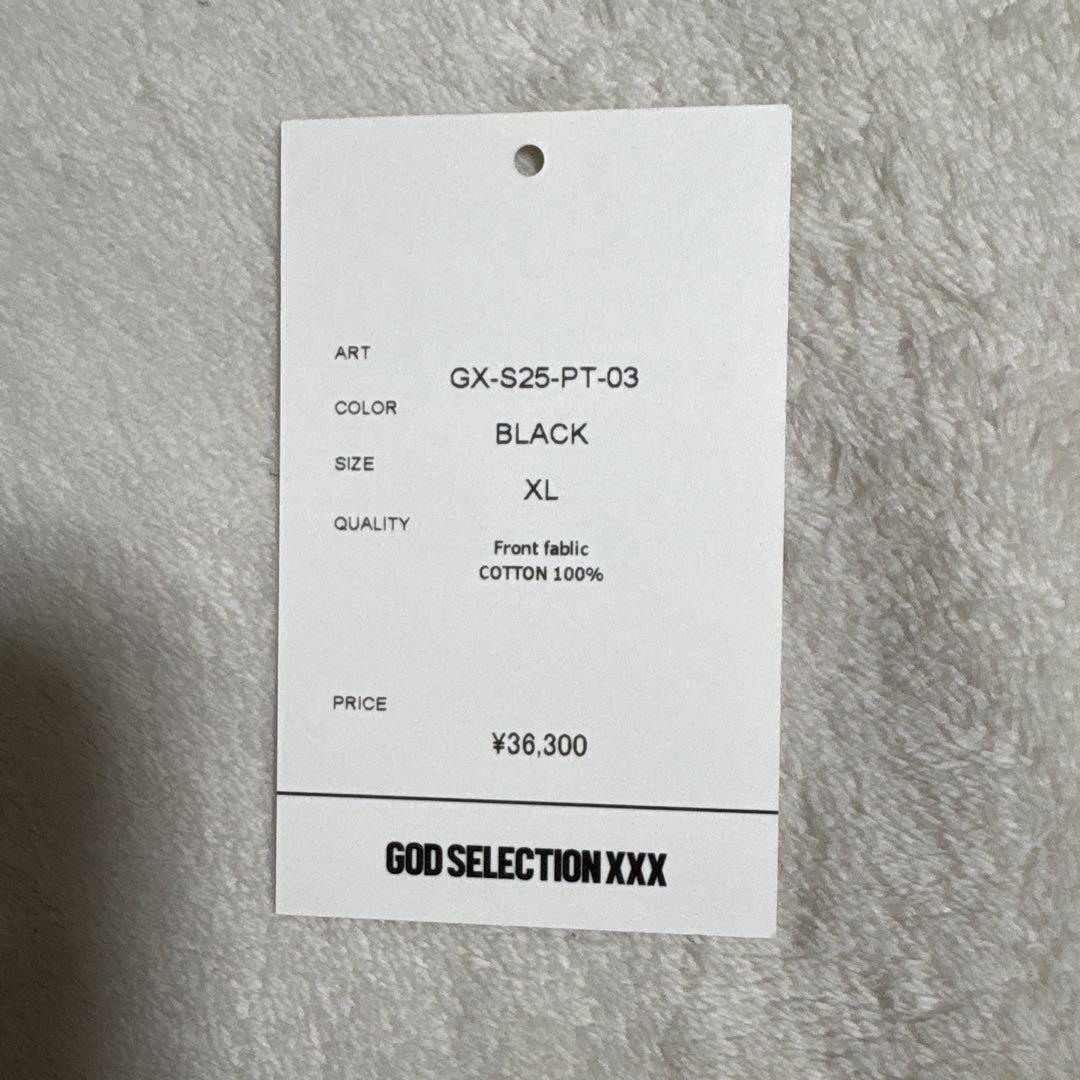 ART
GX-S25-PT-03
COLOR
BLACK
SIZE
XL
QUALITY
Front fablic
COTTON 100%
PRICE
¥36,300
GOD SELECTION XXX